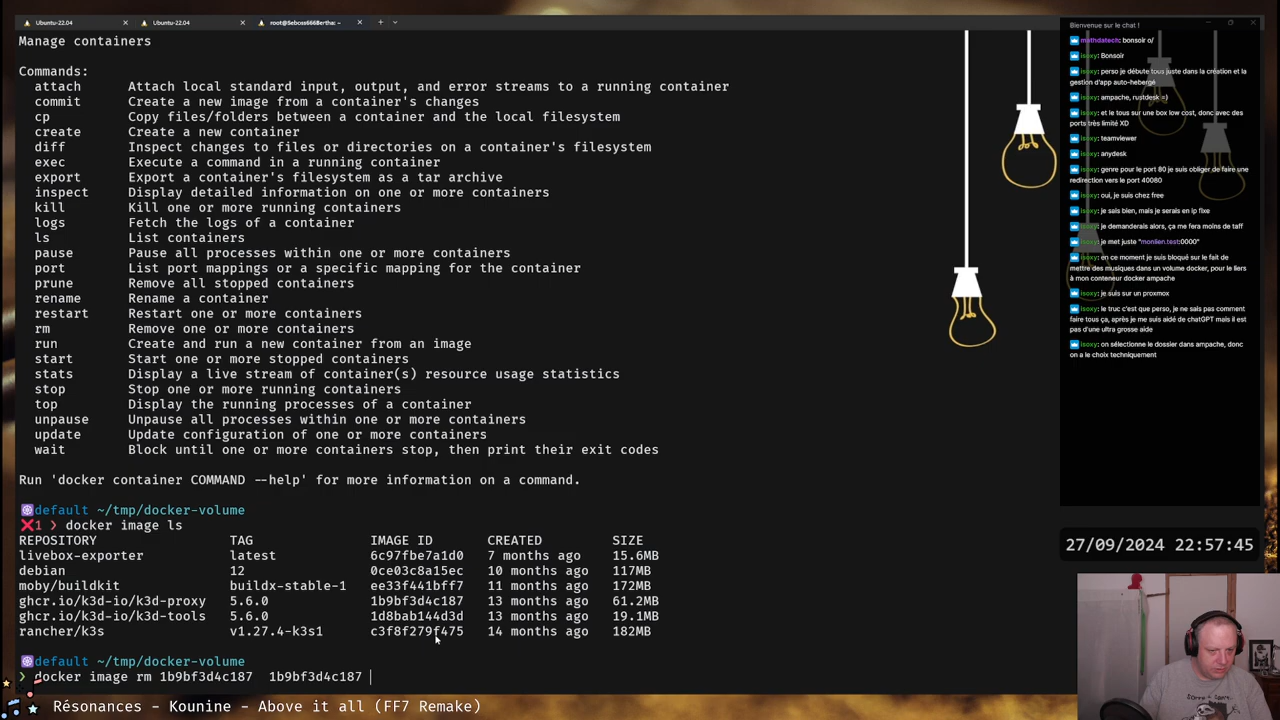 Ubuntu-22.04
Ubuntu-22.04
root@Seboss666Bertha: ~
Manage containers
Commands:
attach Attach local standard input, output, and error streams to a running container
commit Create a new image from a container's changes
cp Copy files/folders between a container and the local filesystem
create Create a new container
diff Inspect changes to files or directories on a container's filesystem
exec Execute a command in a running container
export Export a container's filesystem as a tar archive
inspect Display detailed information on one or more containers
kill Kill one or more running containers
logs Fetch the logs of a container
ls List containers
pause Pause all processes within one or more containers
port List port mappings or a specific mapping for the container
prune Remove all stopped containers
rename Rename a container
restart Restart one or more containers
rm Remove one or more containers
run Create and run a new container from an image
start Start one or more stopped containers
stats Display a live stream of container(s) resource usage statistics
stop Stop one or more running containers
top Display the running processes of a container
unpause Unpause all processes within one or more containers
update Update configuration of one or more containers
wait Block until one or more containers stop, then print their exit codes
Run 'docker container COMMAND --help' for more information on a command.
default ~/tmp/docker-volume
1 ❯ docker image ls
REPOSITORY TAG IMAGE ID CREATED SIZE
livebox-exporter latest 6c97fbe7a1d0 7 months ago 15.6MB
debian 12 0ce03c8a15ec 10 months ago 117MB
moby/buildkit buildx-stable-1 ee33f441bff7 11 months ago 172MB
ghcr.io/k3d-io/k3d-proxy 5.6.0 1b9bf3d4c187 13 months ago 61.2MB
ghcr.io/k3d-io/k3d-tools 5.6.0 1d8bab144d3d 13 months ago 19.1MB
rancher/k3s v1.27.4-k3s1 c3f8f279f475 14 months ago 182MB
default ~/tmp/docker-volume
❯ docker image rm 1b9bf3d4c187  1b9bf3d4c187
Résonances - Kounine - Above it all (FF7 Remake)
Bienvenue sur le chat !
mathdatech: bonsoir o/
isoxy: Bonsoir
isoxy: perso je débute tous juste dans la création et la
gestion d'app auto-hebergé
isoxy: ampache, rustdesk =)
isoxy: et le tous sur une box low cost, donc avec des
ports très limité XD
isoxy: teamviewer
isoxy: anydesk
isoxy: genre pour le port 80 je suis obliger de faire une
redirection vers le port 40080
isoxy: oui, je suis chez free
isoxy: je sais bien, mais je serais en ip fixe
isoxy: je demanderais alors, ça me fera moins de taff
isoxy: je met juste "monlien.test:0000"
isoxy: en ce moment je suis bloqué sur le fait de
mettre des musiques dans un volume docker, pour le liers
à mon conteneur docker ampache
isoxy: je suis sur un proxmox
isoxy: le truc c'est que perso, je ne sais pas comment
faire tous ça, après je me suis aidé de chatGPT mais il est
pas d'une ultra grosse aide
isoxy: on sélectionne le dossier dans ampache, donc
on a le choix techniquement
27/09/2024 22:57:45